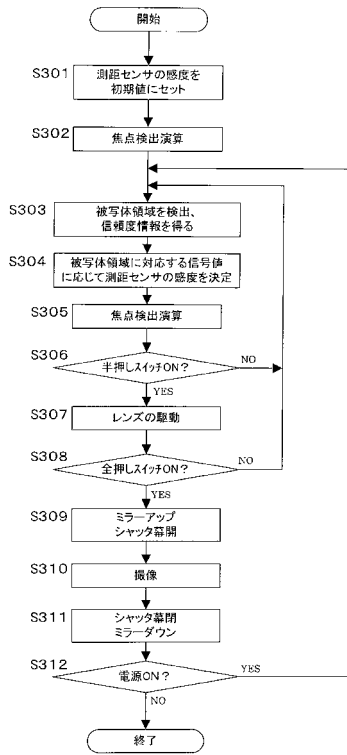 開始
S301
測距センサの感度を
初期値にセット
S302
焦点検出演算
S303
被写体領域を検出、
信頼度情報を得る
S304
被写体領域に対応する信号値
に応じて測距センサの感度を決定
S305
焦点検出演算
S306
半押しスイッチON?
NO
YES
S307
レンズの駆動
S308
全押しスイッチON?
NO
YES
S309
ミラーアップ
シャッタ幕開
S310
撮像
S311
シャッタ幕閉
ミラーダウン
S312
電源ON?
YES
NO
終了